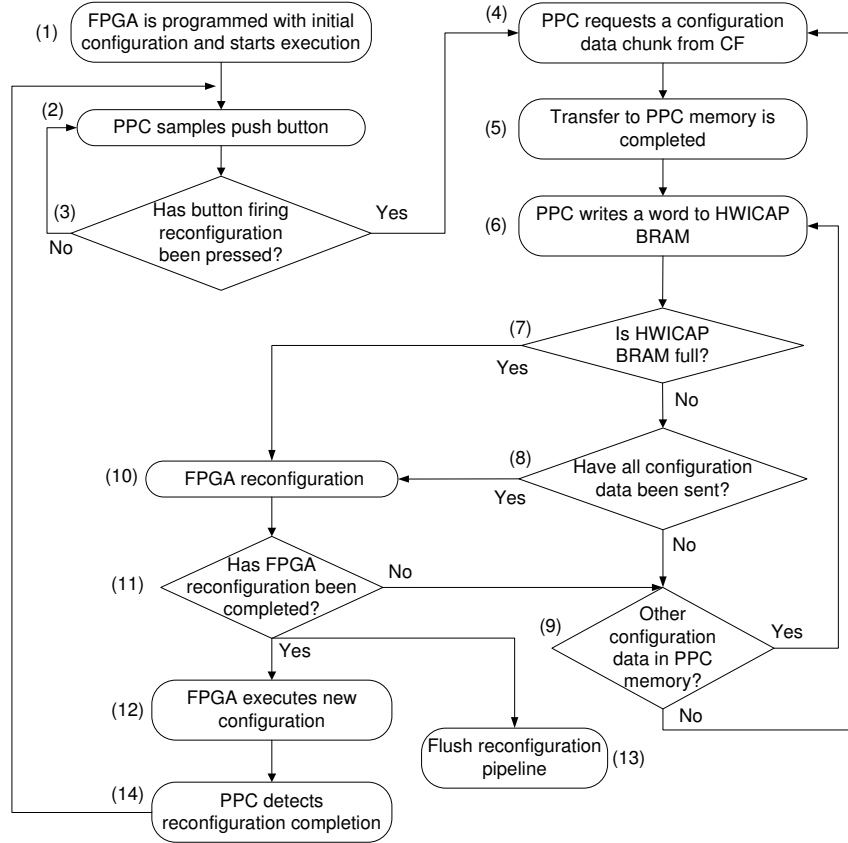 (1)
FPGA is programmed with initial
configuration and starts execution
(2)
PPC samples push button
(3)
Has button firing
reconfiguration
been pressed?
Yes
No
(4)
PPC requests a configuration
data chunk from CF
(5)
Transfer to PPC memory is
completed
(6)
PPC writes a word to HWICAP
BRAM
(7)
Is HWICAP
BRAM full?
Yes
No
(8)
Have all configuration
data been sent?
Yes
No
(9)
Other
configuration
data in PPC
memory?
Yes
No
(10)
FPGA reconfiguration
(11)
Has FPGA
reconfiguration been
completed?
No
Yes
(12)
FPGA executes new
configuration
Flush reconfiguration
pipeline
(13)
(14)
PPC detects
reconfiguration completion